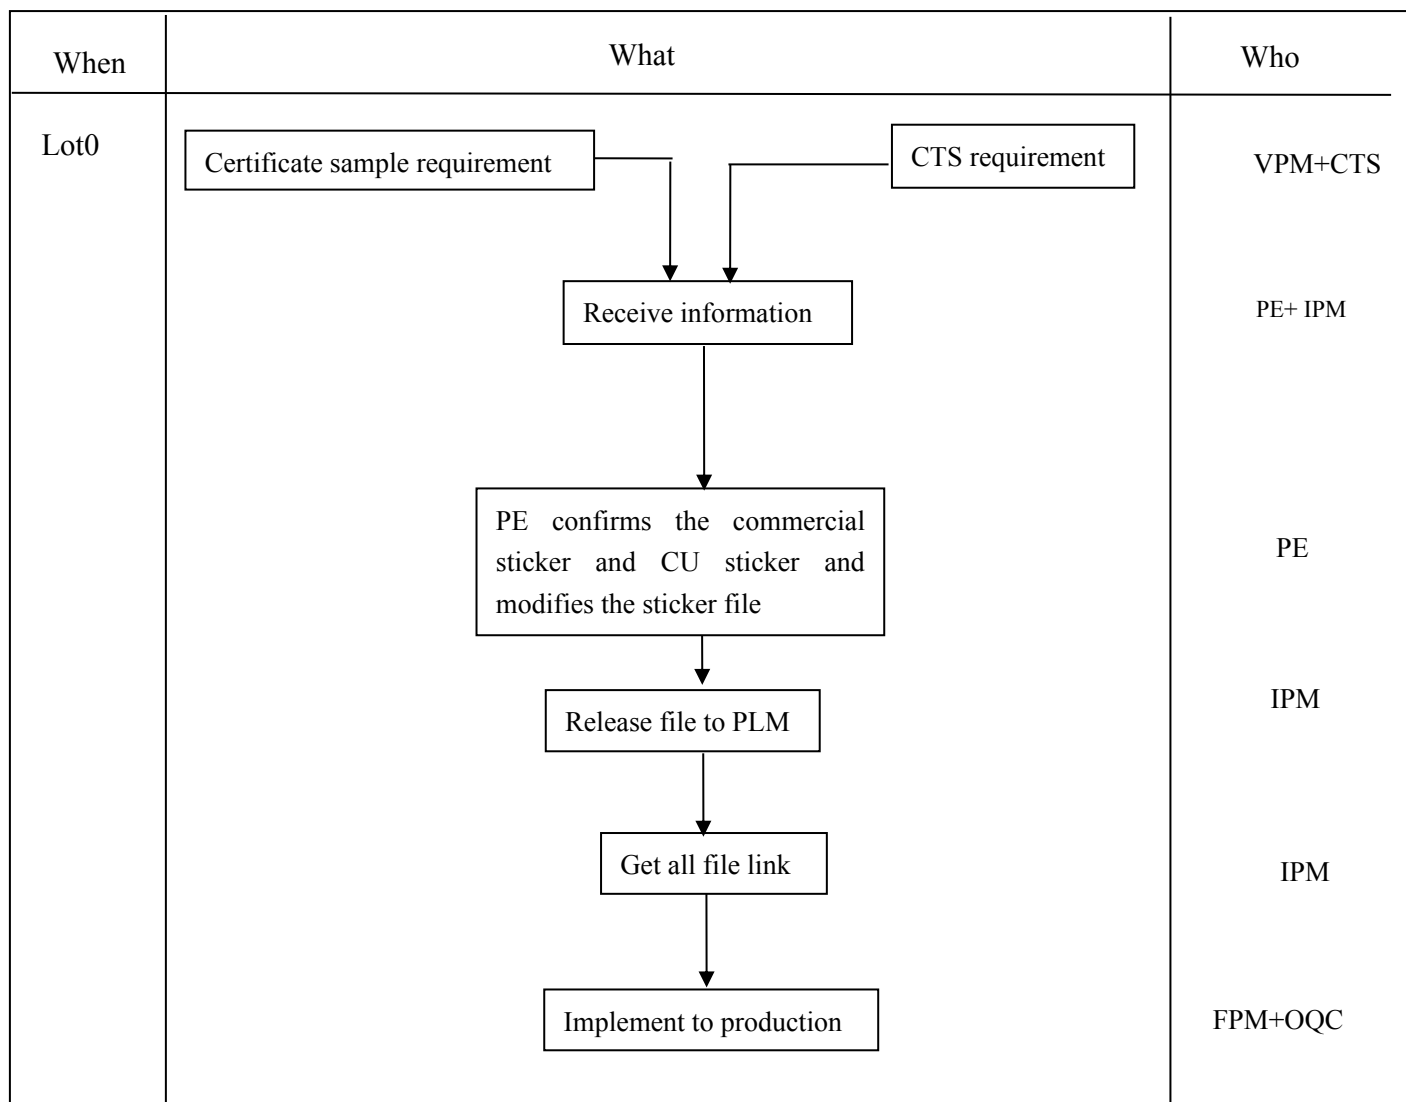 When
What
Who
Lot0
Certificate sample requirement
CTS requirement
VPM+CTS
Receive information
PE+ IPM
PE confirms the commercial
sticker and CU sticker and
modifies the sticker file
PE
Release file to PLM
IPM
Get all file link
IPM
Implement to production
FPM+OQC